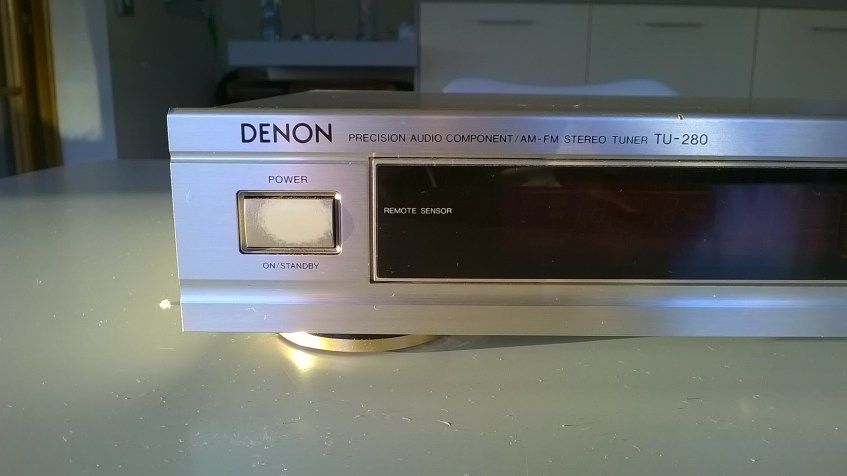 DENON PRECISION AUDIO COMPONENT/AM-FM STEREO TUNER TU-280
POWER
REMOTE SENSOR
ON/STANDBY